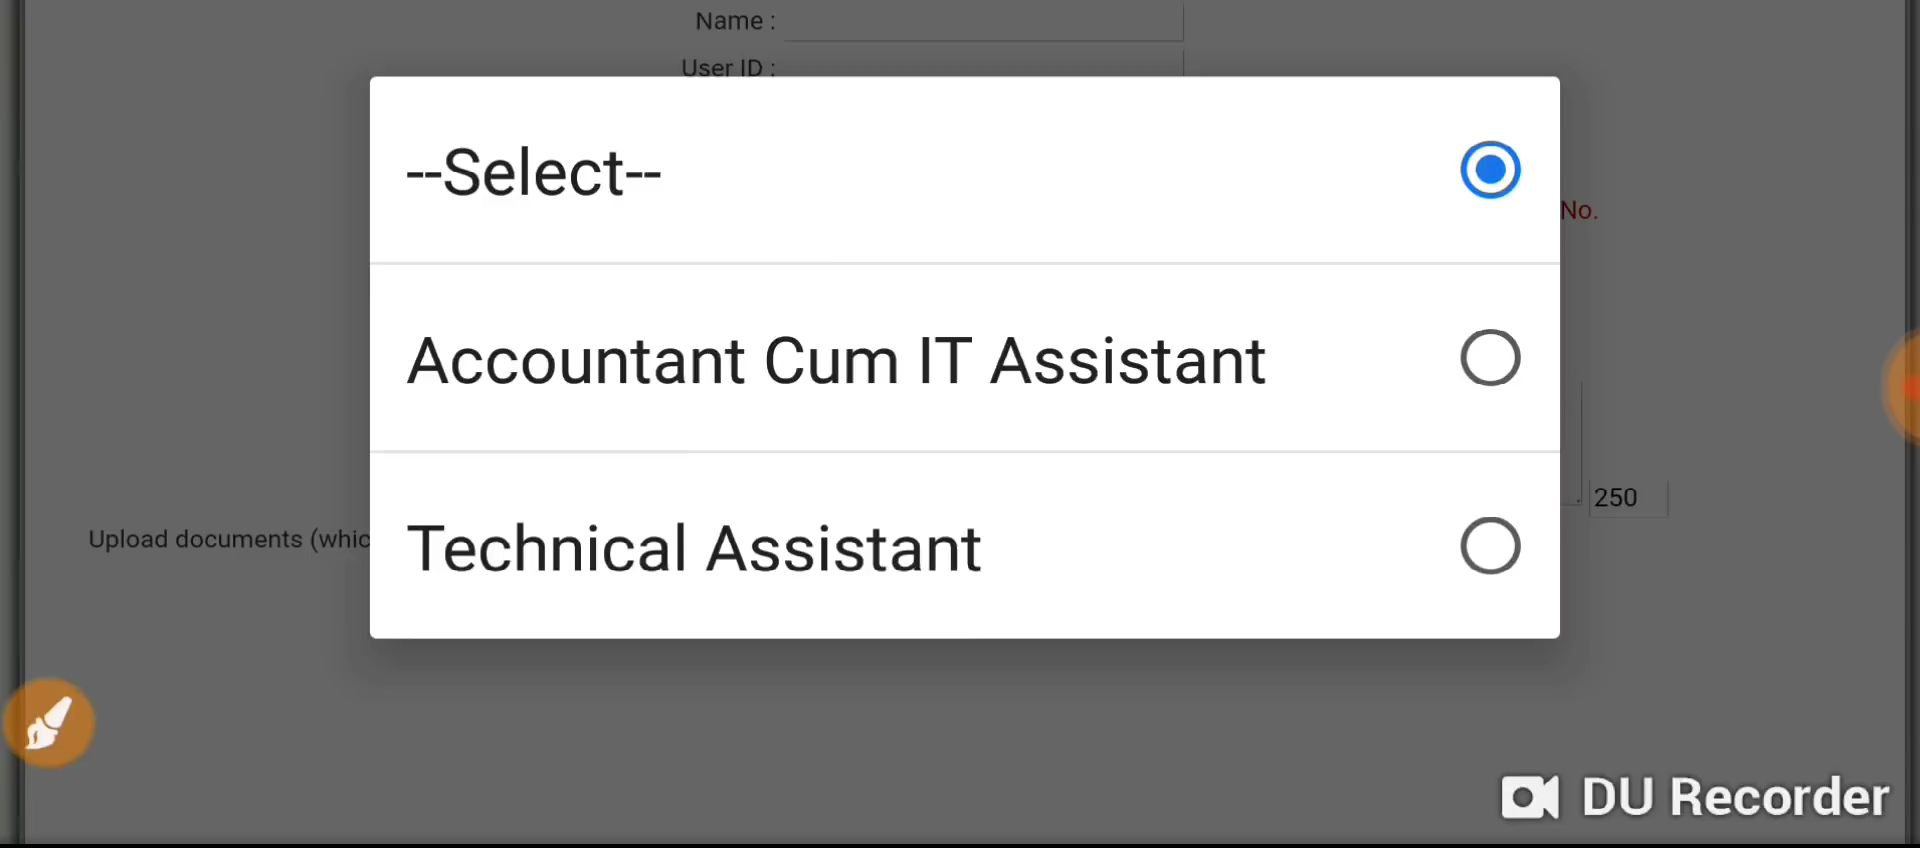 Name :
User ID :
--Select--
No.
Accountant Cum IT Assistant
250
Upload documents (whic
Technical Assistant
DU Recorder